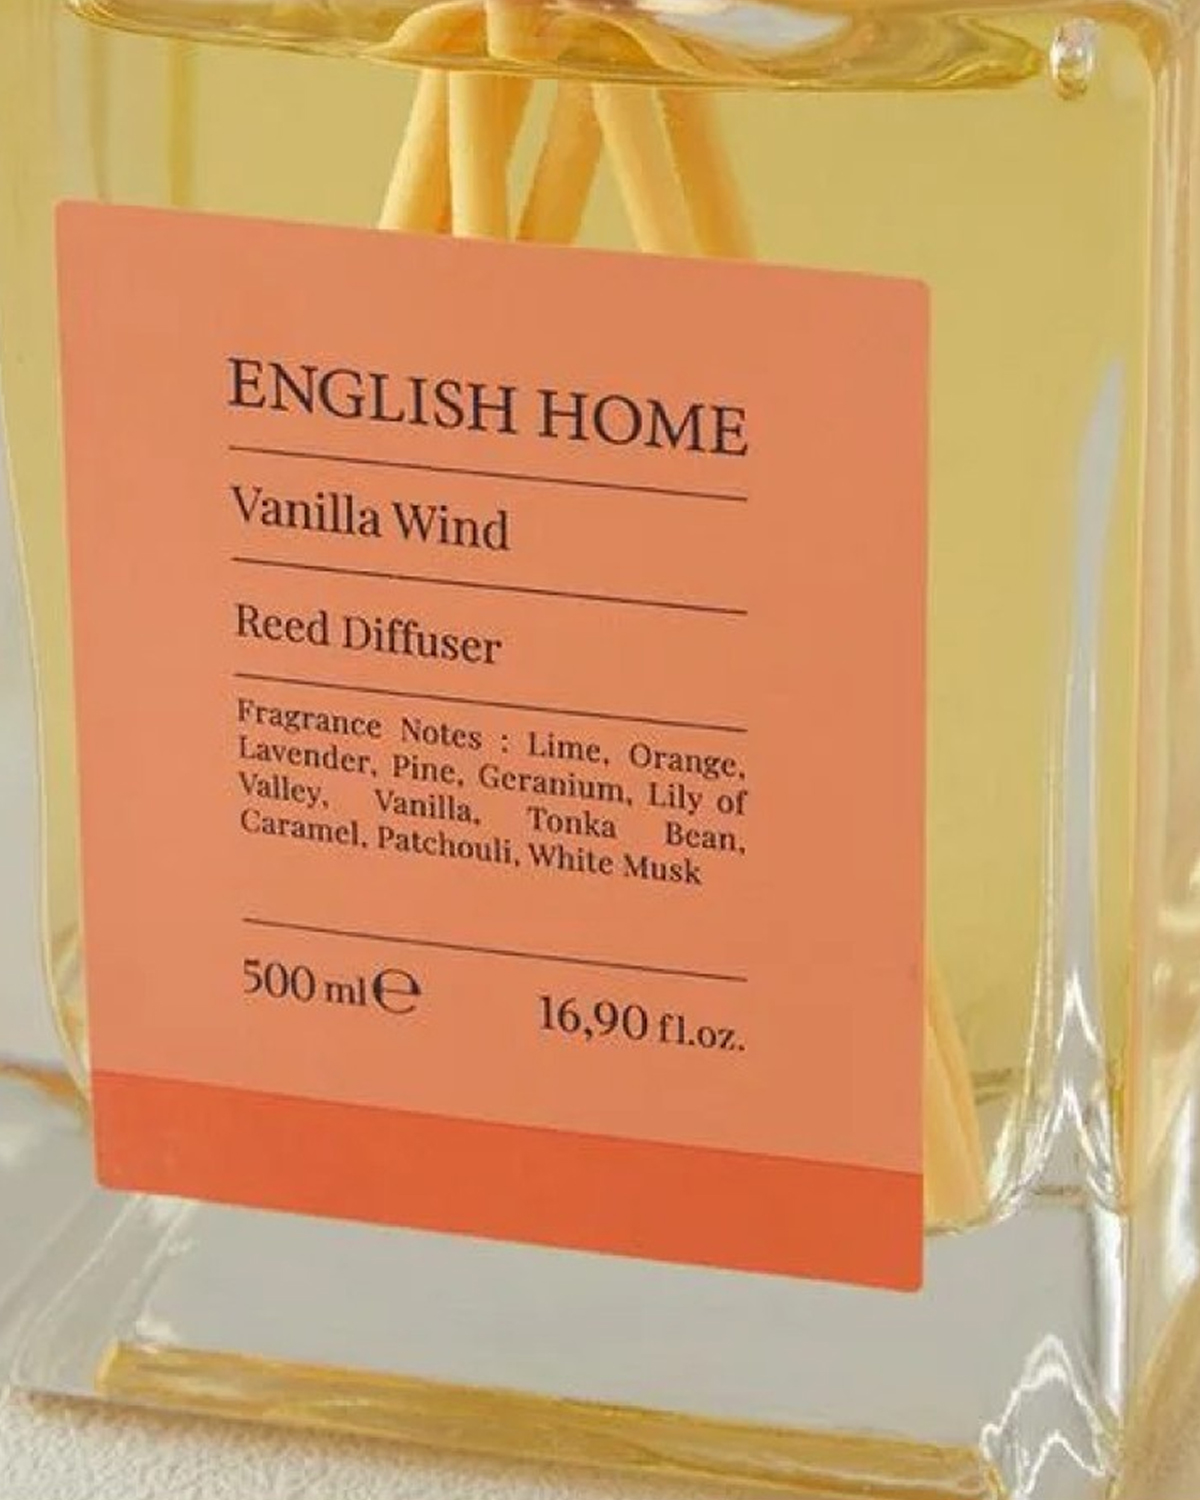 ENGLISH HOME
Vanilla Wind
Reed Diffuser
Fragrance Notes : Lime, Orange,
Lavender, Pine, Geranium, Lily of
Valley, Vanilla, Tonka Bean,
Caramel, Patchouli, White Musk
500 ml ℮ 16,90 fl.oz.